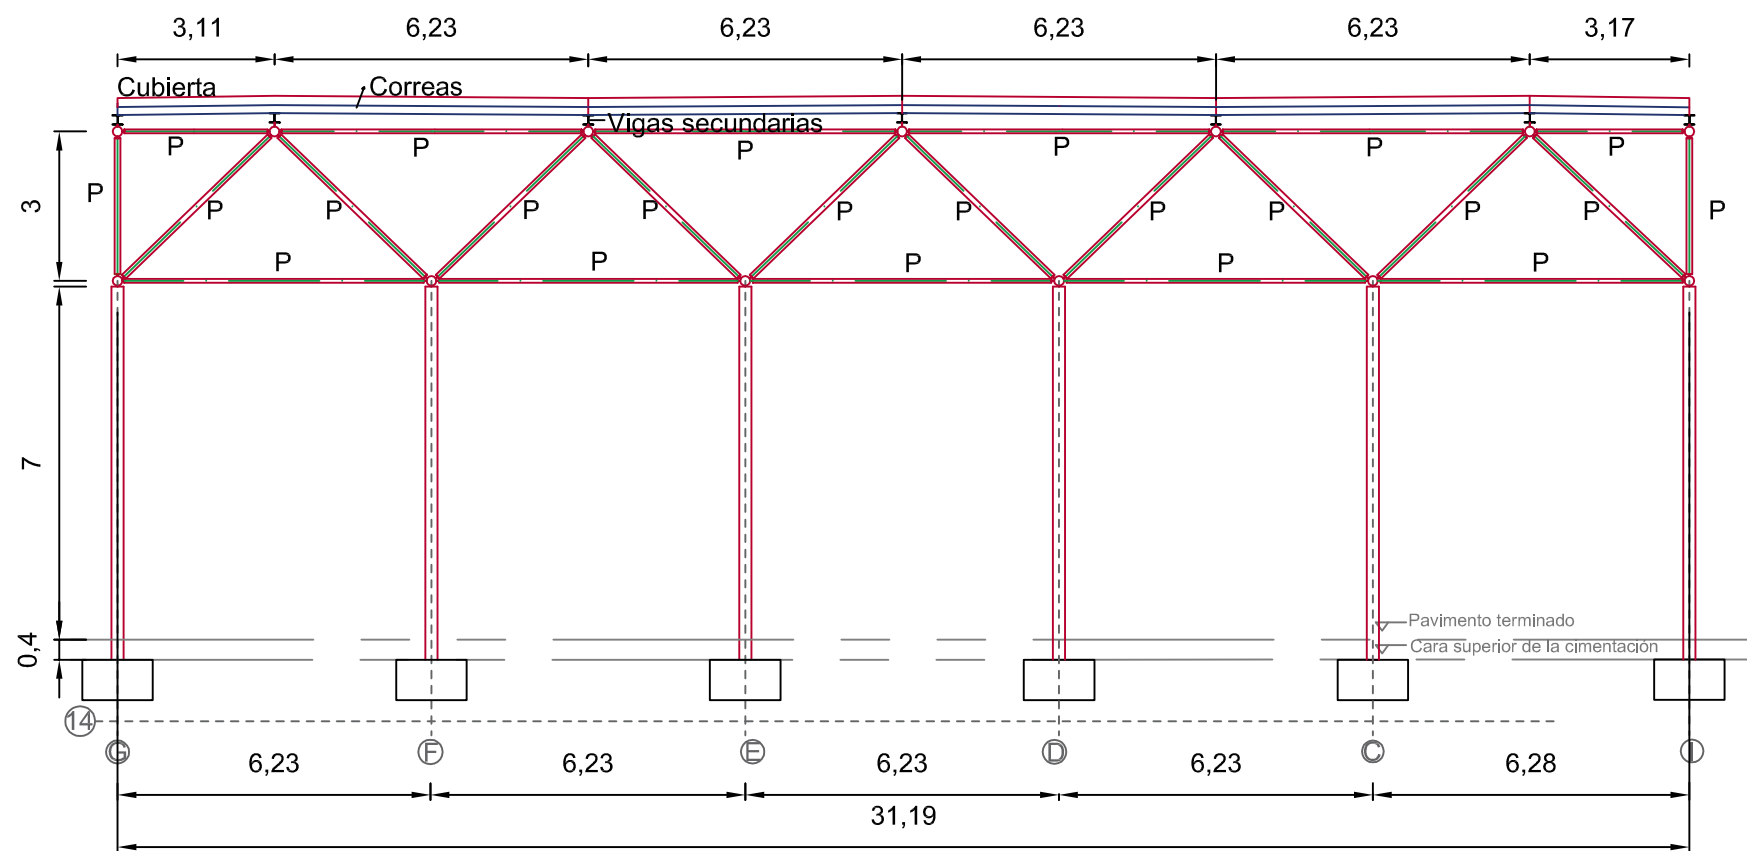 3,11 6,23 6,23 6,23 6,23 3,17
Cubierta Correas
Vigas secundarias
P P P P P P
P P
3
P P P P P P P P P P
P P P P P
7
Pavimento terminado
0,4
Cara superior de la cimentación
14
G F E D C I
6,23 6,23 6,23 6,23 6,28
31,19